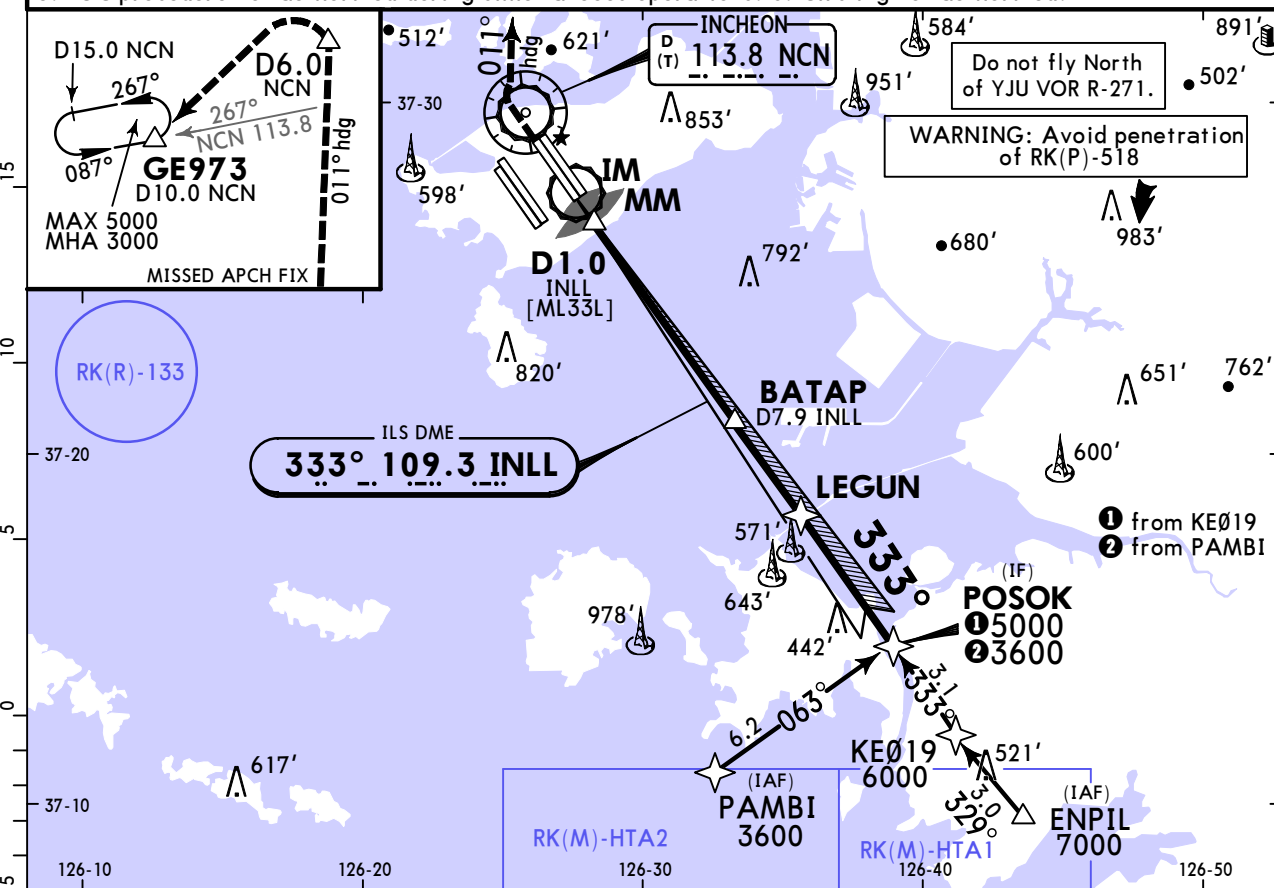 D15.0 NCN
267°
087°
MAX 5000
MHA 3000
D6.0
NCN
267°
NCN 113.8
GE973
D10.0 NCN
011° hdg
MISSED APCH FIX
512'
011°
hdg
621'
INCHEON
D
(T) 113.8 NCN
584'
891'
Do not fly North
of YJU VOR R-271.
502'
37-30
853'
951'
WARNING: Avoid penetration
of RK(P)-518
15
598'
IM
MM
983'
680'
792'
D1.0
INLL
[ML33L]
10
RK(R)-133
820'
BATAP
D7.9 INLL
651'
762'
ILS DME
333° 109.3 INLL
37-20
600'
LEGUN
5
571'
333°
❶ from KEØ19
❷ from PAMBI
643'
(IF)
POSOK
❶5000
❷3600
978'
442'
0
3.1
333°
6.2 063°
KEØ19
6000
521'
617'
(IAF)
PAMBI
3600
3.0
329°
(IAF)
ENPIL
7000
37-10
RK(M)-HTA2
RK(M)-HTA1
5
126-10
126-20
126-30
126-40
126-50